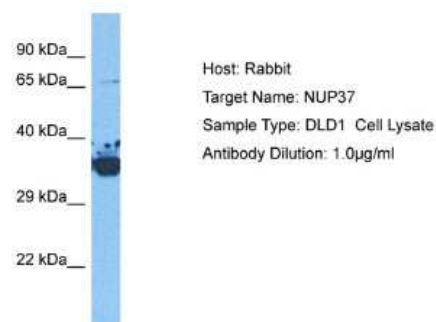 90 kDa
65 kDa
40 kDa
29 kDa
22 kDa
Host: Rabbit
Target Name: NUP37
Sample Type: DLD1  Cell Lysate
Antibody Dilution: 1.0µg/ml